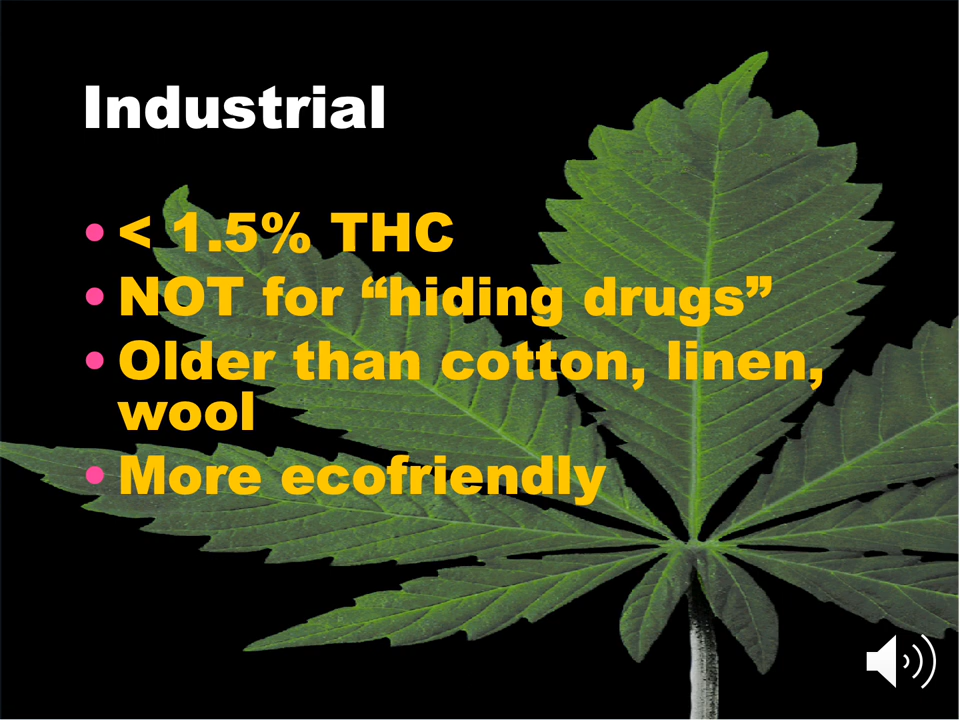 Industrial
• < 1.5% THC
• NOT for “hiding drugs”
• Older than cotton, linen,
wool
• More ecofriendly